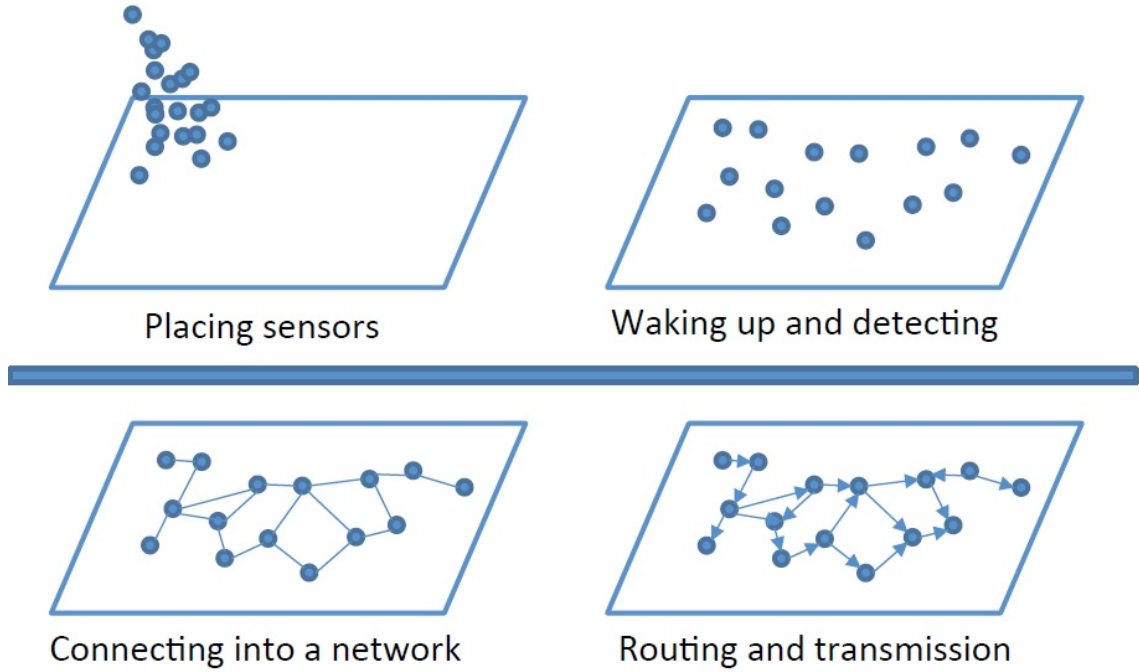 Placing sensors
Waking up and detecting
Connecting into a network
Routing and transmission